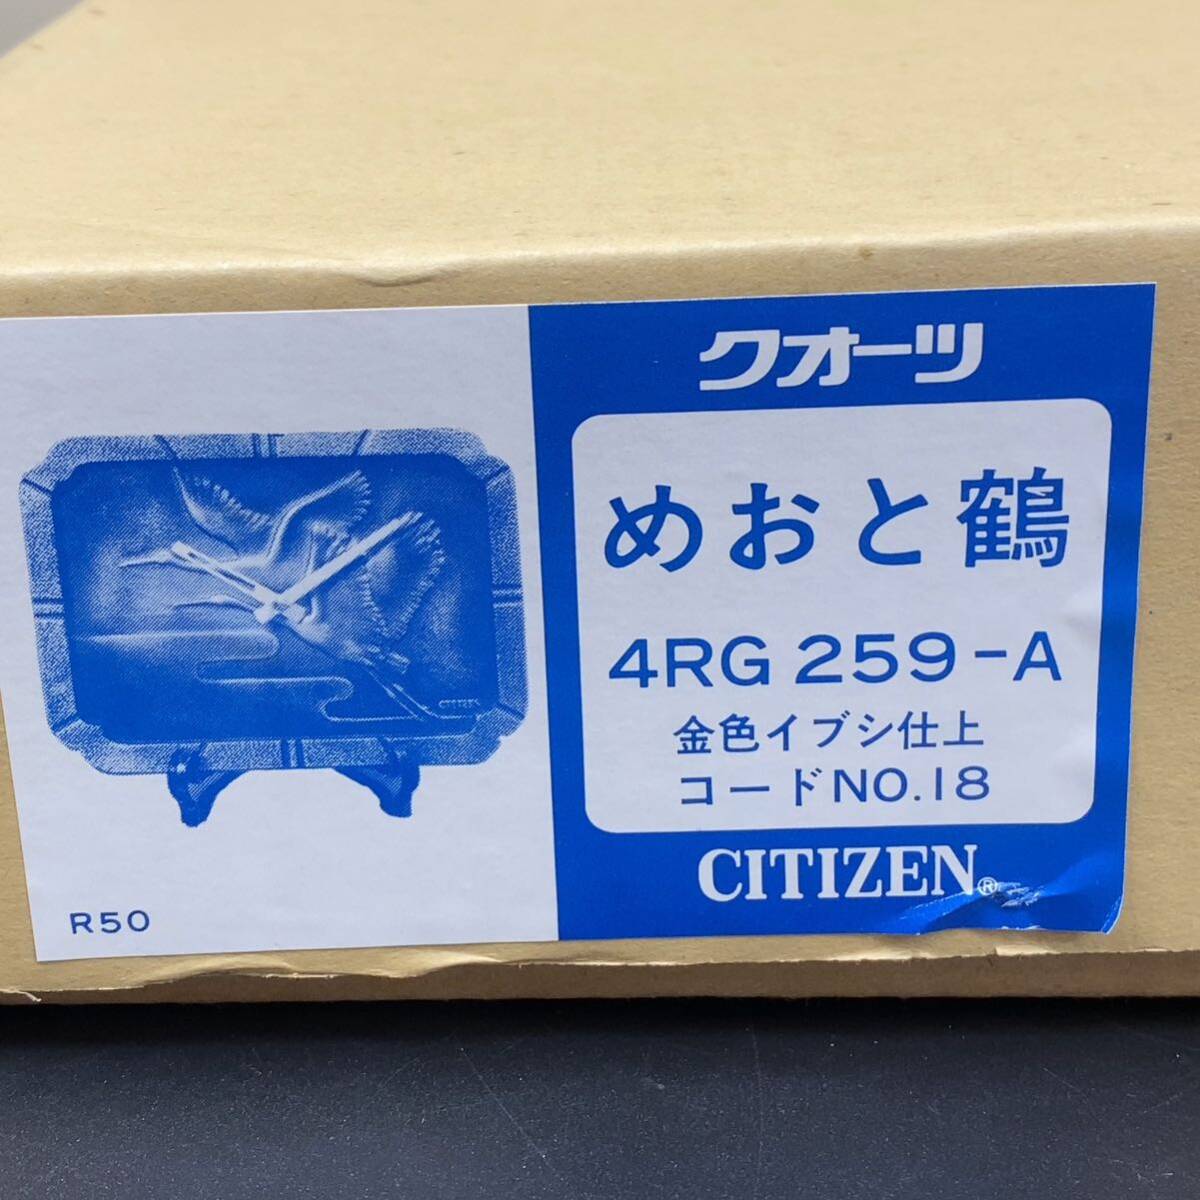 クオーツ
めおと鶴
4RG 259-A
金色イブシ仕上
コードNO.18
CITIZEN®
CITIZEN
R50